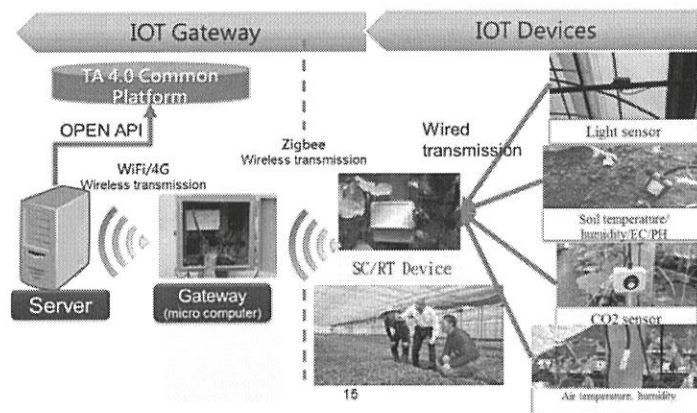 IOT Gateway
IOT Devices
TA 4.0 Common
Platform
OPEN API
WiFi/4G
Wireless transmission
Zigbee
Wireless transmission
Wired
transmission
Light sensor
Soil temperature/
humidity/EC/PH
SC/RT Device
Server
Gateway
(micro computer)
CO2 sensor
15
Air temperature, humidity